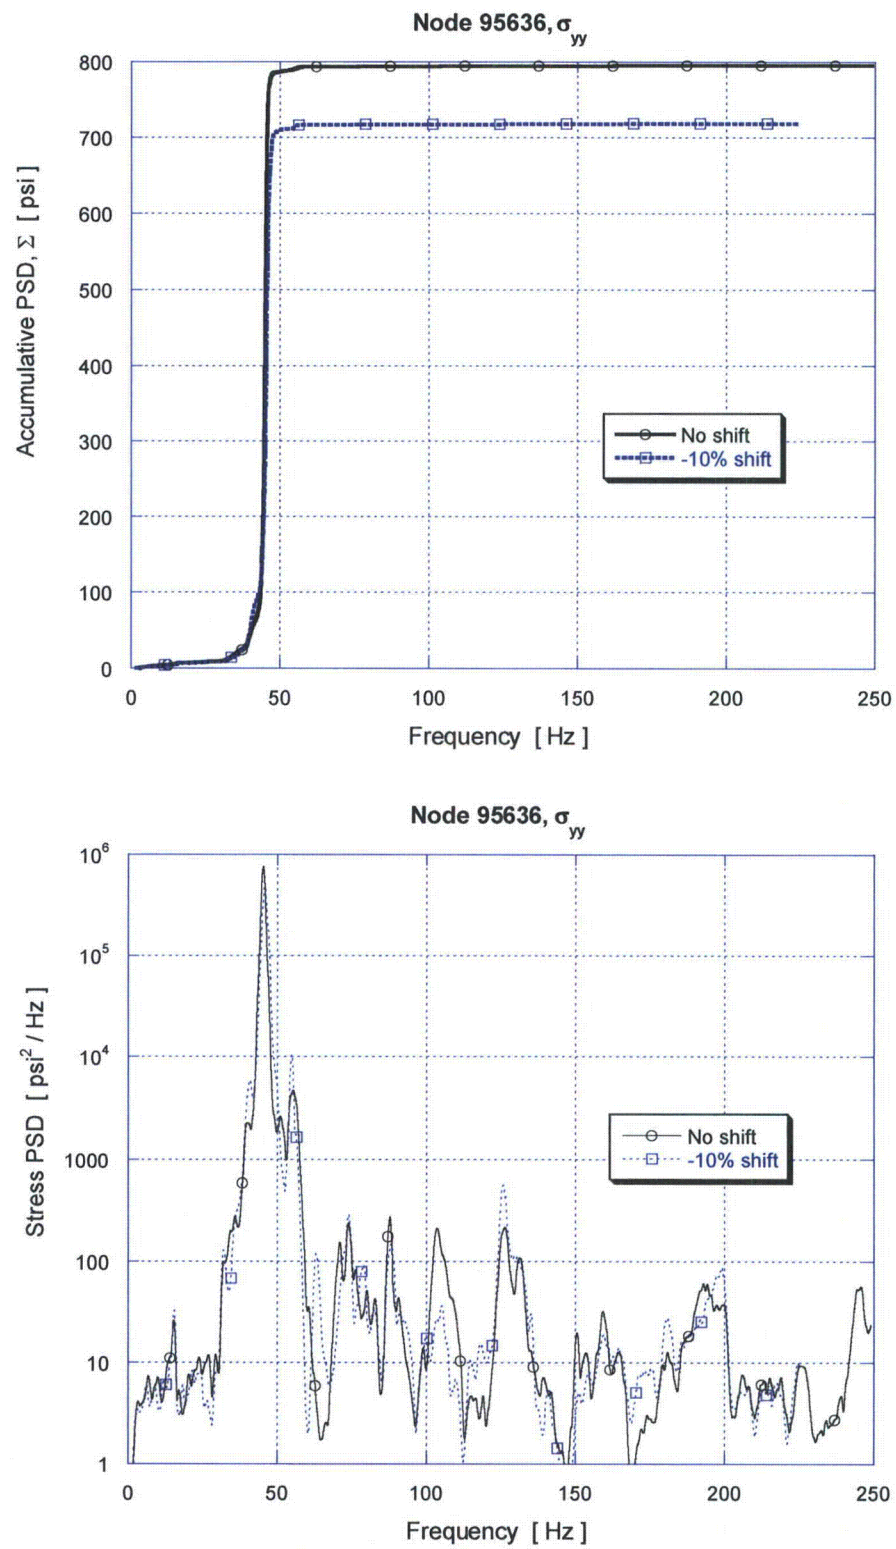 Node 95636, σyy
800
700
600
500
400
300
200
100
0
Accumulative PSD, Σ [ psi ]
No shift
-10% shift
0 50 100 150 200 250
Frequency [ Hz ]
Node 95636, σyy
10⁶
10⁵
10⁴
1000
100
10
1
Stress PSD [ psi² / Hz ]
No shift
-10% shift
0 50 100 150 200 250
Frequency [ Hz ]